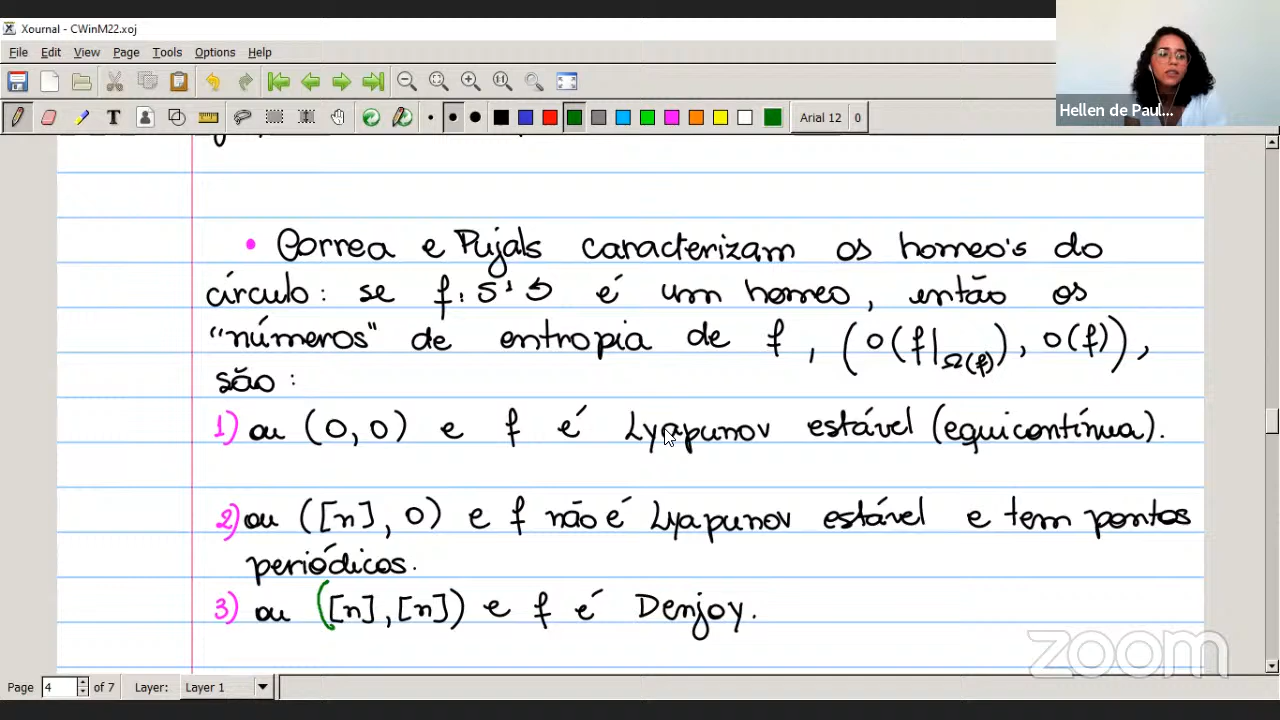 Xournal - CWinM22.xoj
File Edit View Page Tools Options Help
Arial 12 0
Hellen de Paul...
• Correa e Pujals caracterizam os homeo's do
círculo: se f: S¹ é um homeo, então os
"números" de entropia de f, (o(f|Ω(f)), o(f)),
são:
1) ou (0, 0) e f é Lyapunov estável (equicontínua).
2) ou ([n], 0) e f não é Lyapunov estável e tem pontos
periódicos.
3) ou ([n], [n]) e f é Denjoy.
zoom
Page 4 of 7 Layer: Layer 1